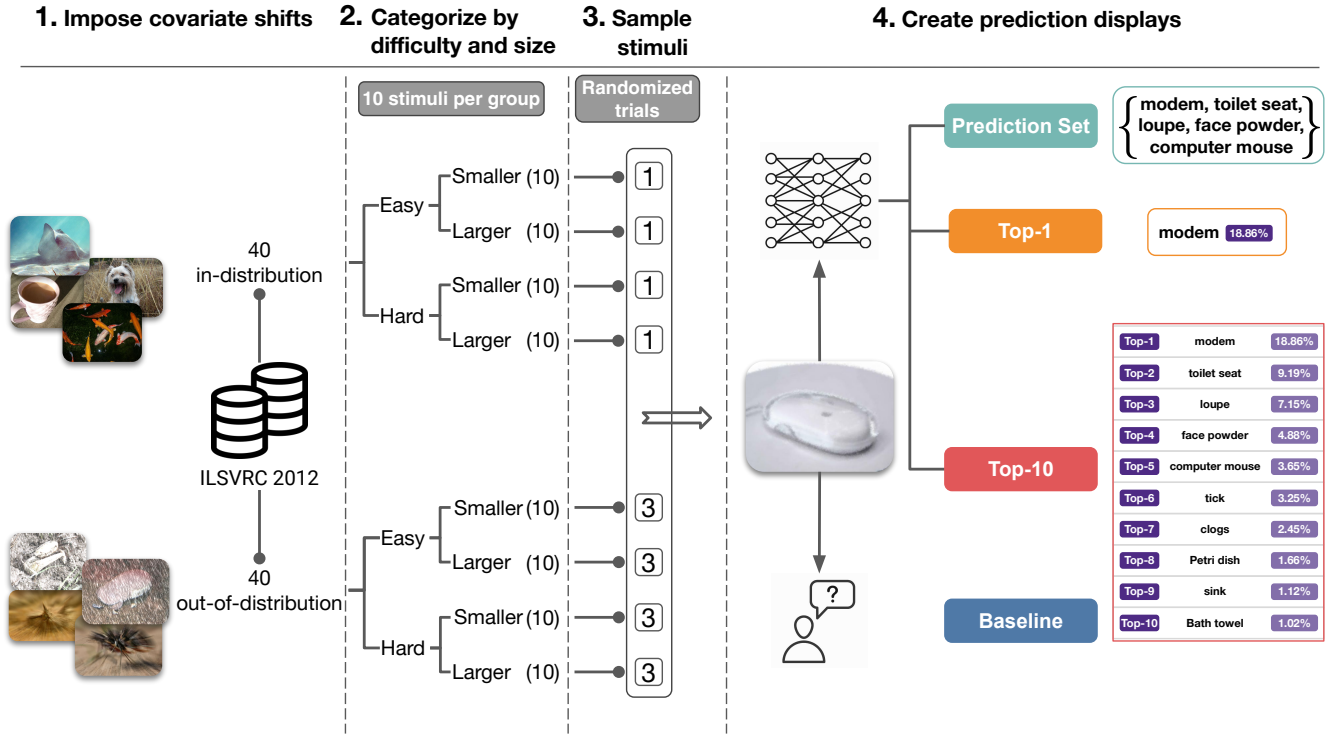 1. Impose covariate shifts
2. Categorize by
difficulty and size
3. Sample
stimuli
4. Create prediction displays
10 stimuli per group
Randomized
trials
40
in-distribution
ILSVRC 2012
40
out-of-distribution
Easy
Smaller (10)
1
Larger (10)
1
Hard
Smaller (10)
1
Larger (10)
1
Easy
Smaller (10)
3
Larger (10)
3
Hard
Smaller (10)
3
Larger (10)
3
?
Prediction Set
{ modem, toilet seat,
loupe, face powder,
computer mouse }
Top-1
modem 18.86%
Top-10
Top-1 modem 18.86%
Top-2 toilet seat 9.19%
Top-3 loupe 7.15%
Top-4 face powder 4.88%
Top-5 computer mouse 3.65%
Top-6 tick 3.25%
Top-7 clogs 2.45%
Top-8 Petri dish 1.66%
Top-9 sink 1.12%
Top-10 Bath towel 1.02%
Baseline